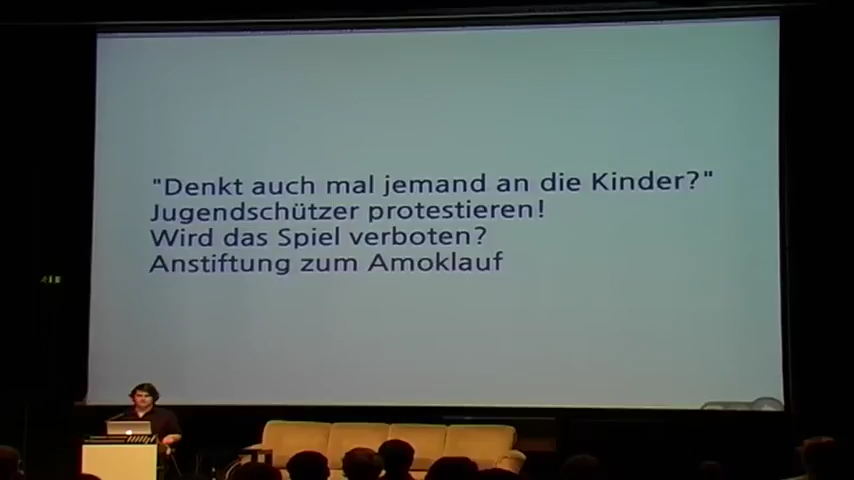 "Denkt auch mal jemand an die Kinder?"
Jugendschützer protestieren!
Wird das Spiel verboten?
Anstiftung zum Amoklauf